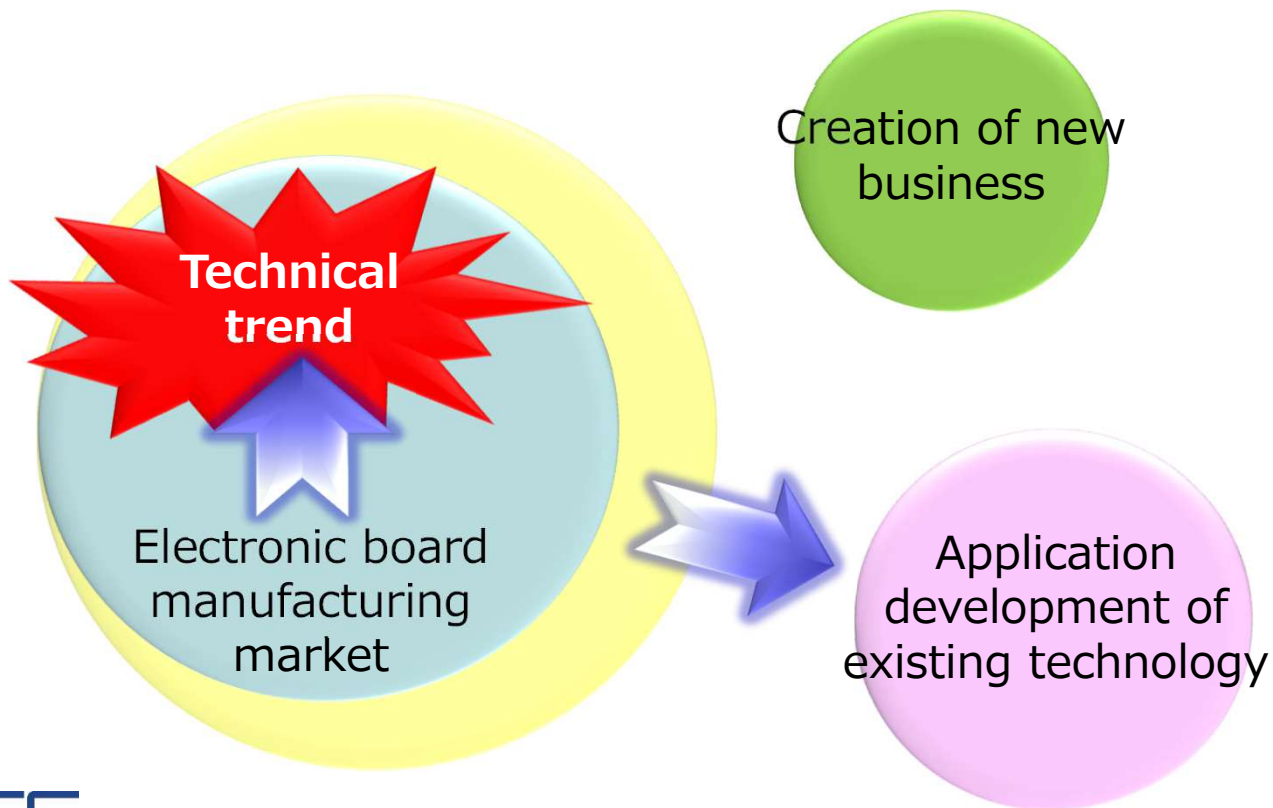 Creation of new
business
Technical
trend
Electronic board
manufacturing
market
Application
development of
existing technology